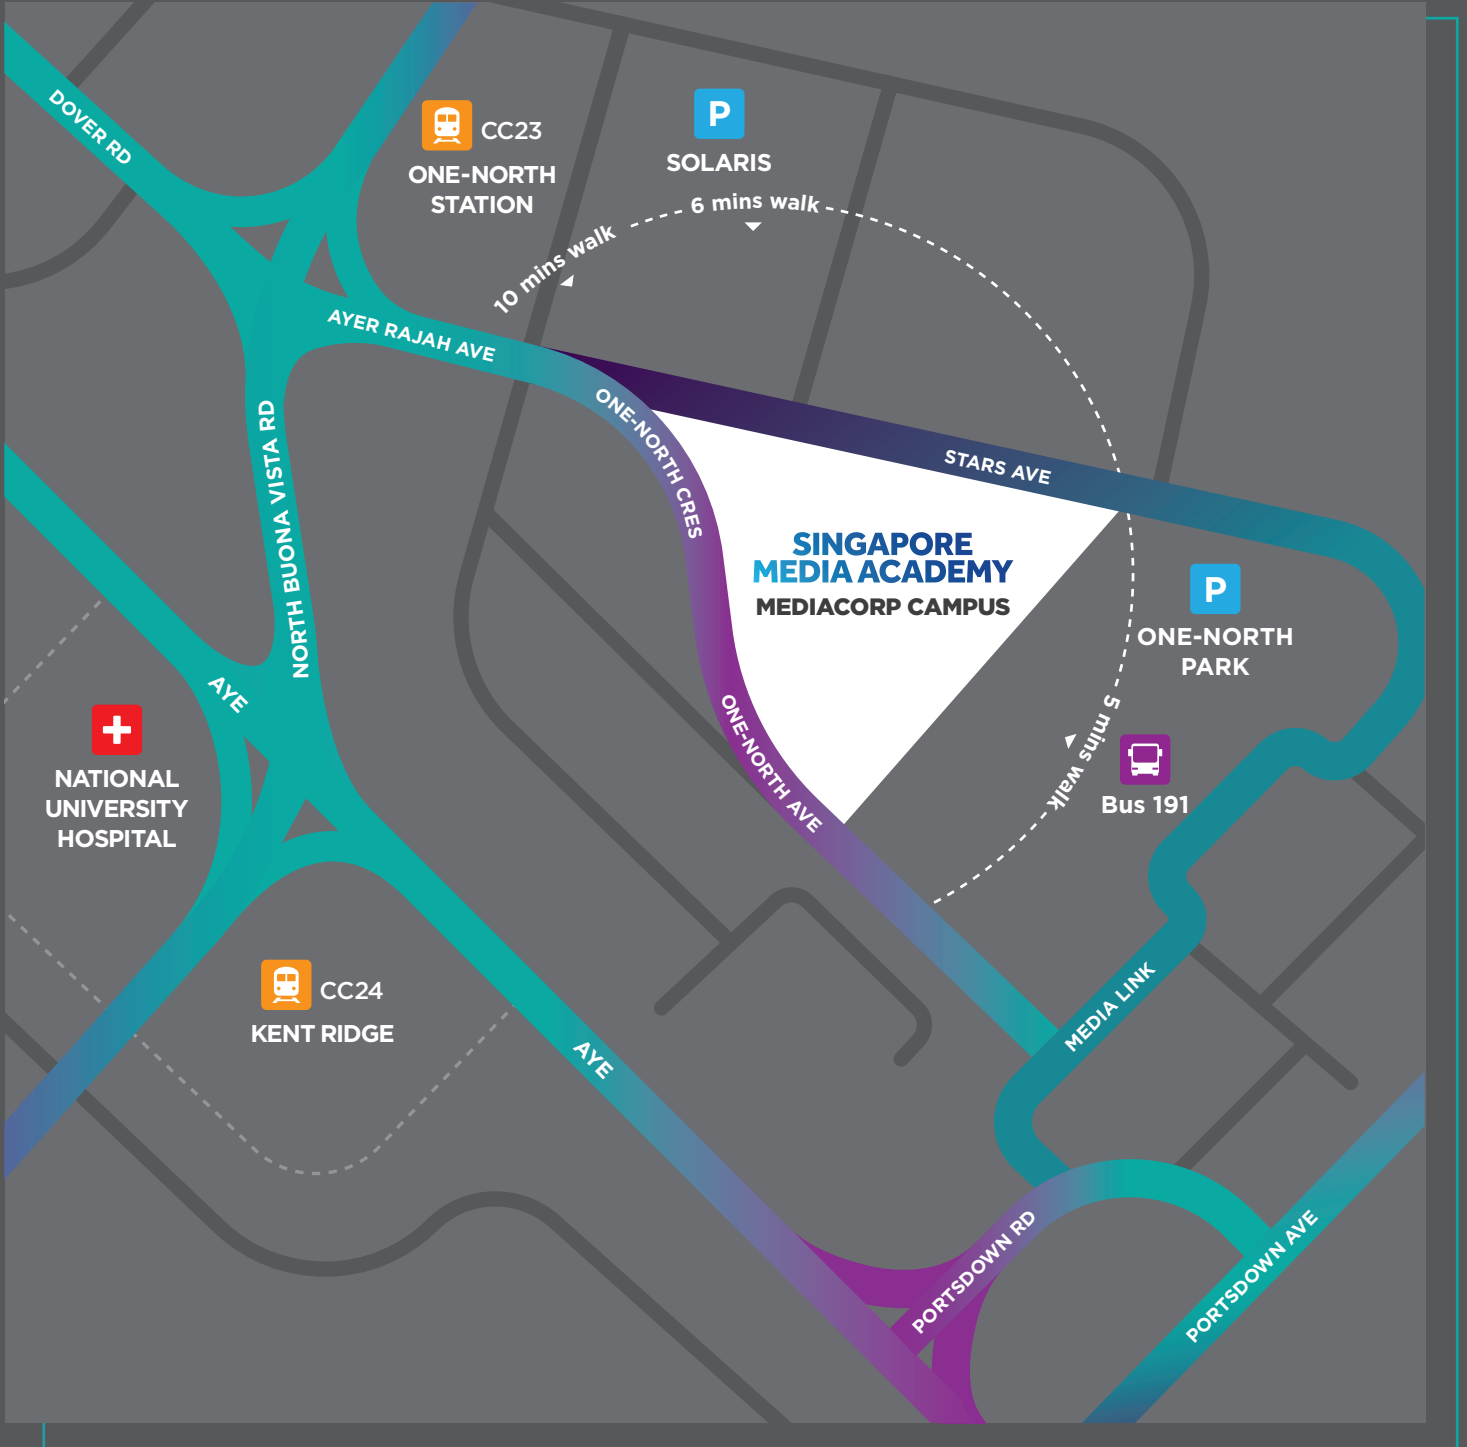 DOVER RD
CC23
ONE-NORTH
STATION
P
SOLARIS
6 mins walk
10 mins walk
AYER RAJAH AVE
ONE-NORTH CRES
STARS AVE
NORTH BUONA VISTA RD
SINGAPORE
MEDIA ACADEMY
MEDIACORP CAMPUS
P
ONE-NORTH
PARK
AYE
NATIONAL
UNIVERSITY
HOSPITAL
ONE-NORTH AVE
5 mins walk
Bus 191
CC24
KENT RIDGE
MEDIA LINK
AYE
PORTSDOWN RD
PORTSDOWN AVE